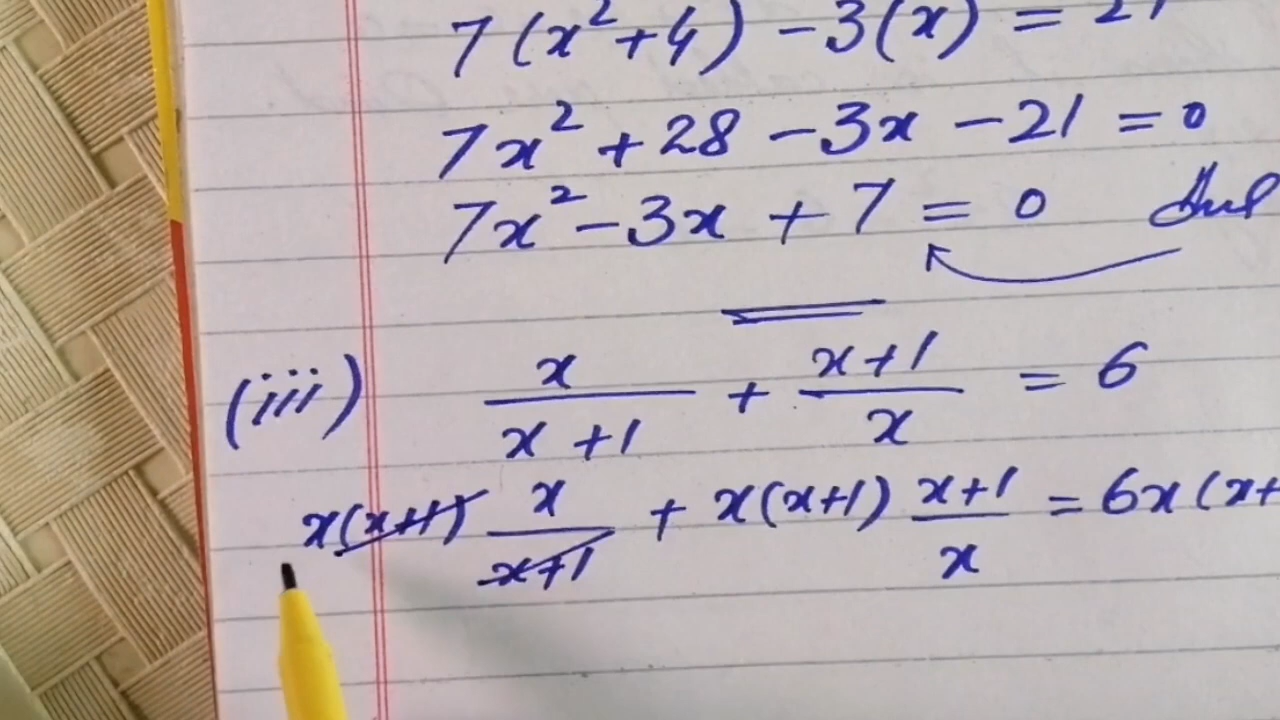 7(x²+4) -3(x) = 21
7x² + 28 - 3x - 21 = 0
7x² - 3x + 7 = 0 Ans
(iii) x/(x+1) + (x+1)/x = 6
x(x+1) x/(x+1) + x(x+1) (x+1)/x = 6x(x+